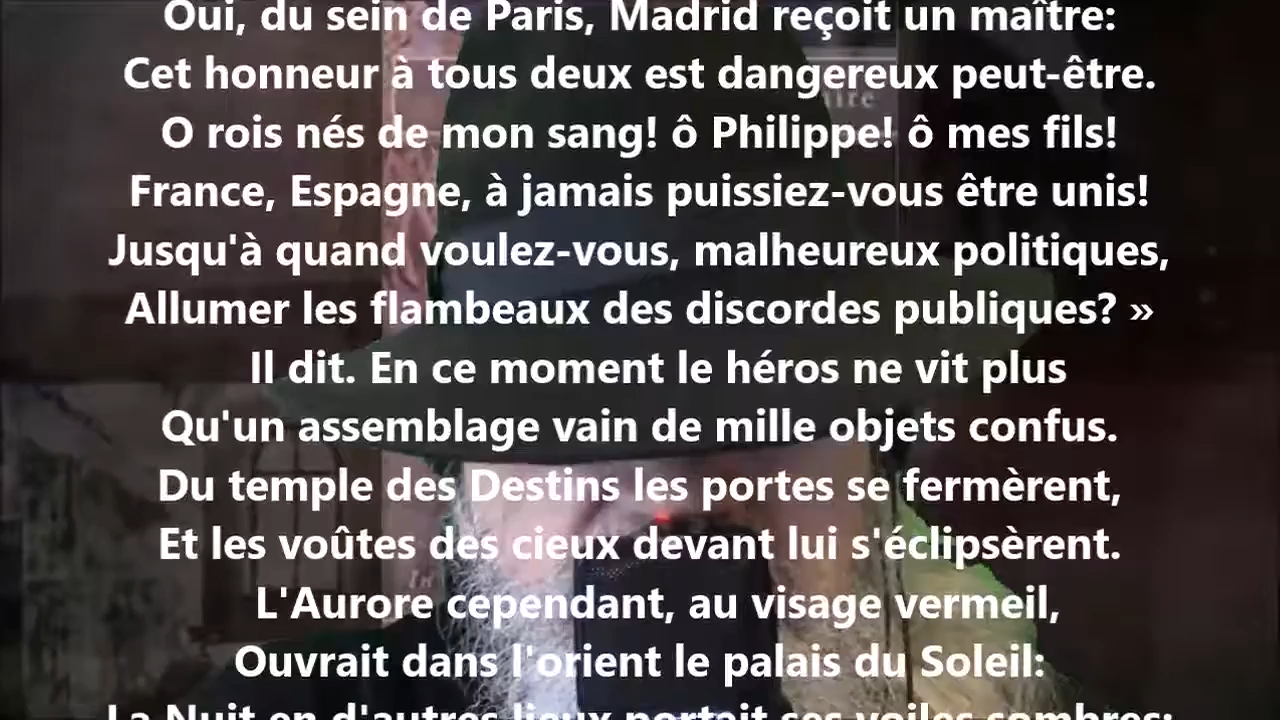 Oui, du sein de Paris, Madrid reçoit un maître:
Cet honneur à tous deux est dangereux peut-être.
O rois nés de mon sang! ô Philippe! ô mes fils!
France, Espagne, à jamais puissiez-vous être unis!
Jusqu'à quand voulez-vous, malheureux politiques,
Allumer les flambeaux des discordes publiques? »
Il dit. En ce moment le héros ne vit plus
Qu'un assemblage vain de mille objets confus.
Du temple des Destins les portes se fermèrent,
Et les voûtes des cieux devant lui s'éclipsèrent.
L'Aurore cependant, au visage vermeil,
Ouvrait dans l'orient le palais du Soleil:
La Nuit en d'autres lieux portait ses voiles sombres;